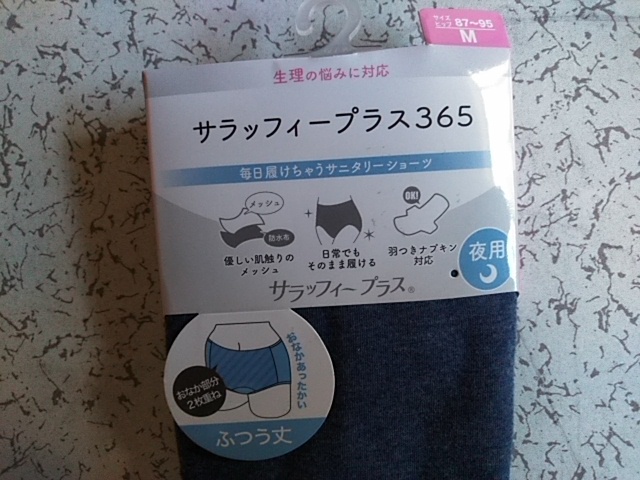 サイズ
ヒップ 87〜95
M
生理の悩みに対応
サラッフィープラス365
毎日履けちゃうサニタリーショーツ
メッシュ
防水布
OK!
優しい肌触りの
メッシュ
日常でも
そのまま履ける
羽つきナプキン
対応
夜用
サラッフィー プラス®
おなかあったかい
おなか部分
2枚重ね
ふつう丈